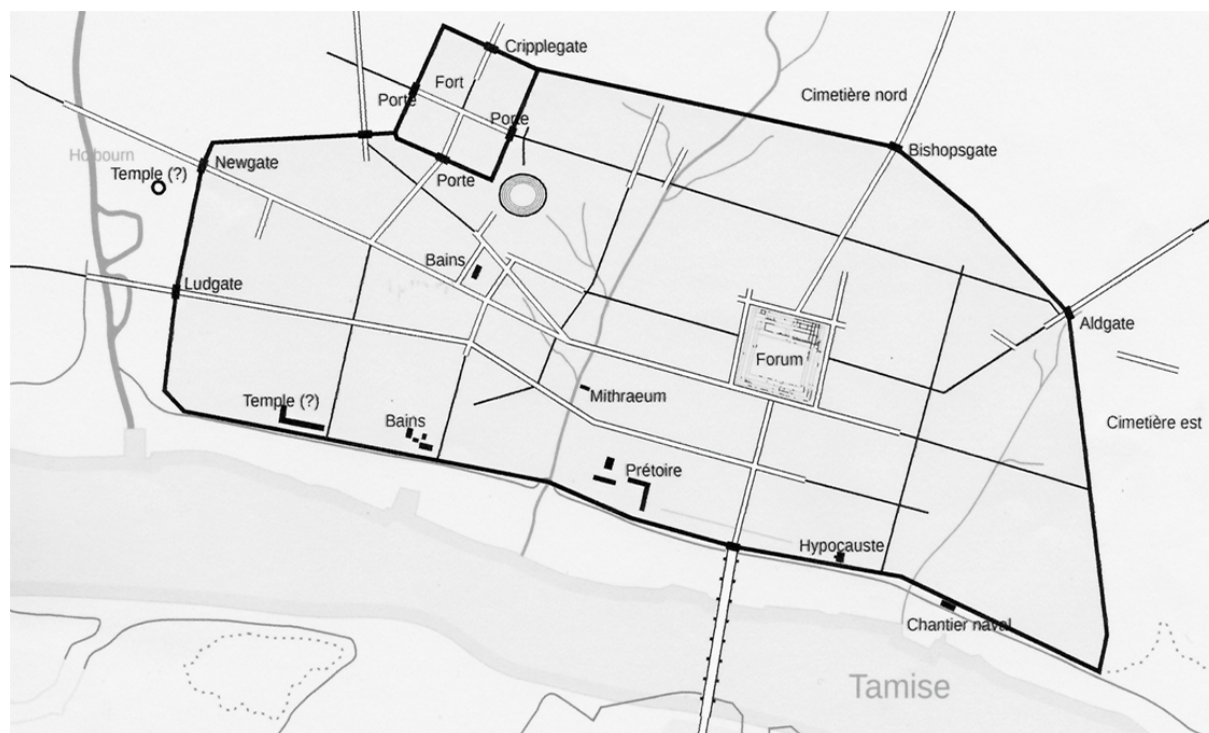 Cripplegate
Fort
Cimetière nord
Porte
Porte
Holbourn
Newgate
Bishopsgate
Temple (?)
Porte
Bains
Ludgate
Aldgate
Forum
Mithraeum
Temple (?)
Bains
Cimetière est
Prétoire
Hypocauste
Chantier naval
Tamise